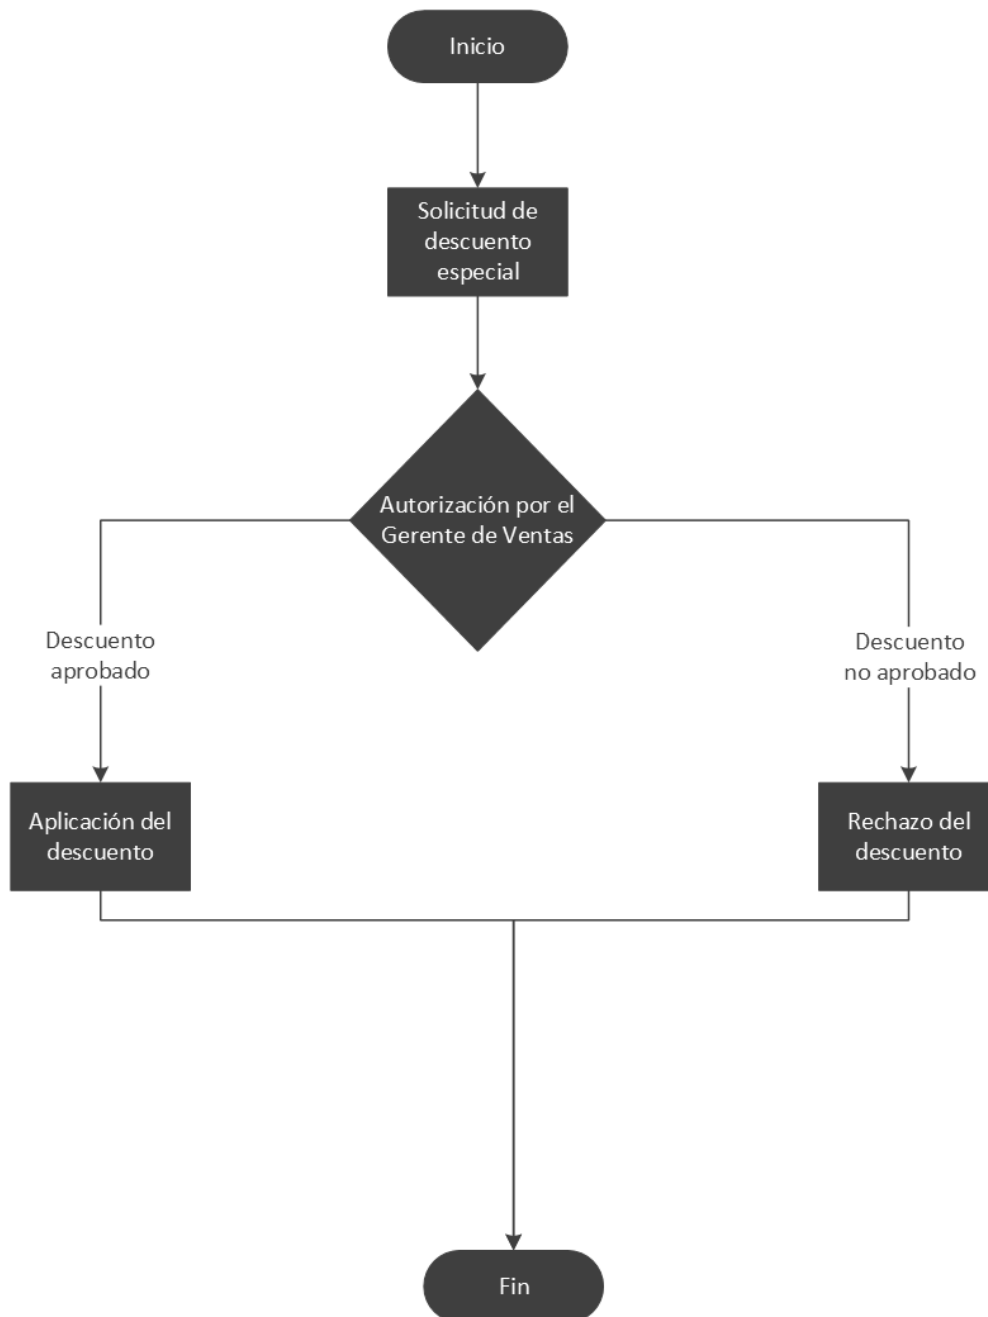 Inicio
Solicitud de
descuento
especial
Autorización por el
Gerente de Ventas
Descuento
aprobado
Descuento
no aprobado
Aplicación del
descuento
Rechazo del
descuento
Fin